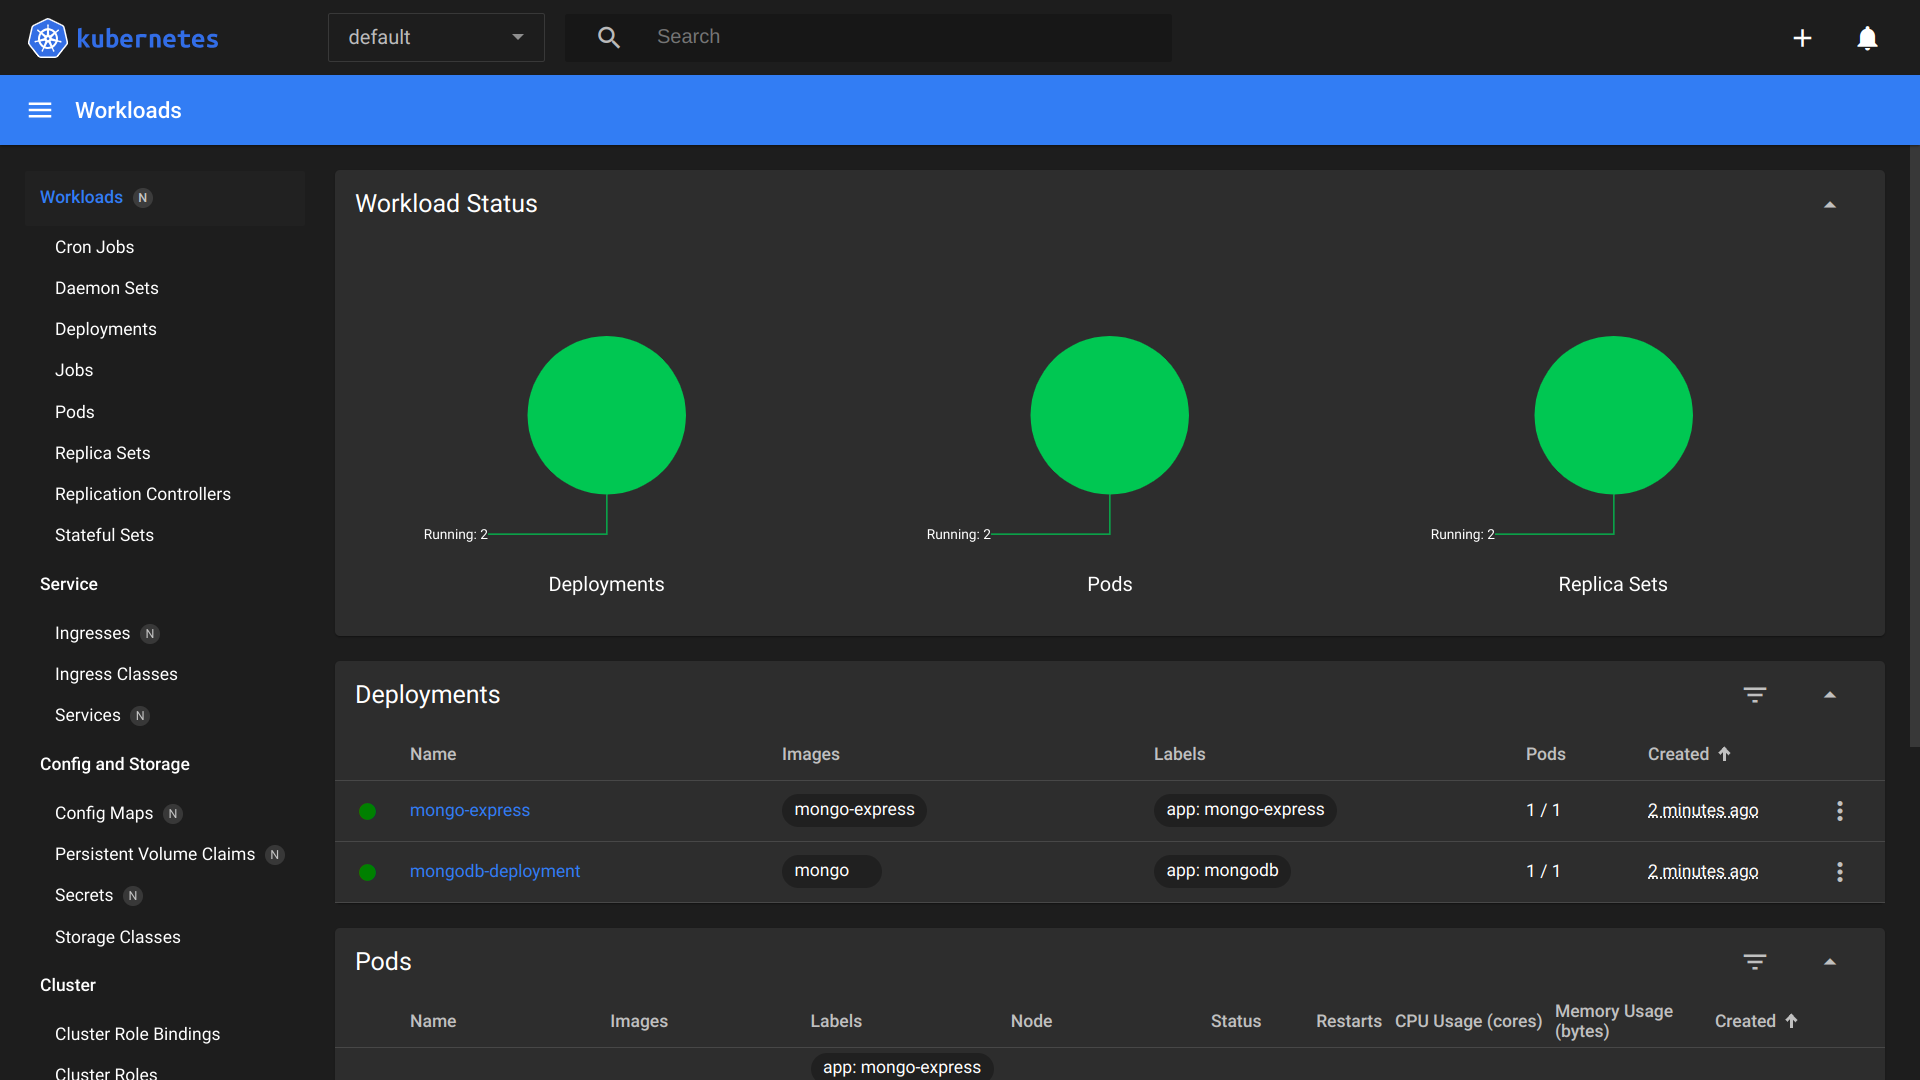 kubernetes
default
Search
Workloads
Workloads N
Cron Jobs
Daemon Sets
Deployments
Jobs
Pods
Replica Sets
Replication Controllers
Stateful Sets
Service
Ingresses N
Ingress Classes
Services N
Config and Storage
Config Maps N
Persistent Volume Claims N
Secrets N
Storage Classes
Cluster
Cluster Role Bindings
Cluster Roles
Workload Status
Running: 2
Deployments
Running: 2
Pods
Running: 2
Replica Sets
Deployments
Name Images Labels Pods Created
mongo-express mongo-express app: mongo-express 1 / 1 2 minutes ago
mongodb-deployment mongo app: mongodb 1 / 1 2 minutes ago
Pods
Name Images Labels Node Status Restarts CPU Usage (cores) Memory Usage
(bytes) Created
app: mongo-express